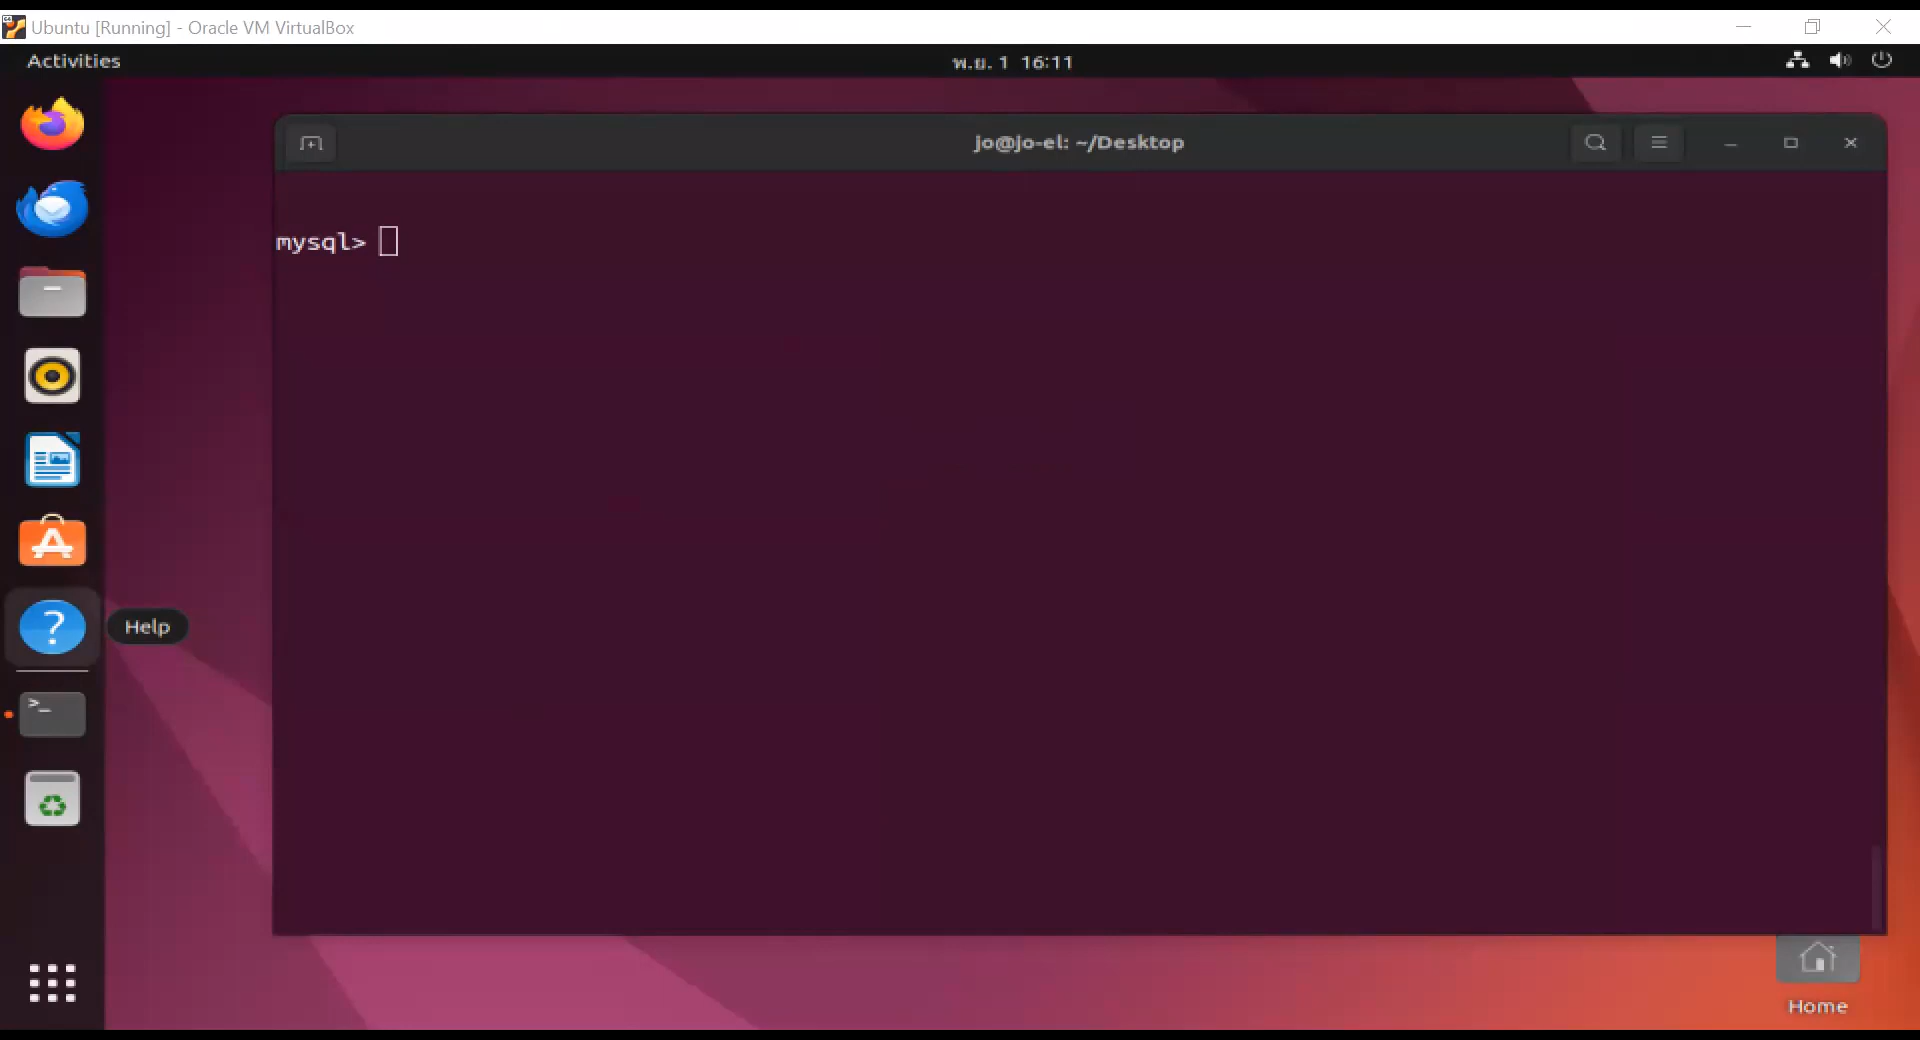 Ubuntu [Running] - Oracle VM VirtualBox
Activities
พ.ย. 1 16:11
jo@jo-el: ~/Desktop
mysql>
Help
Home